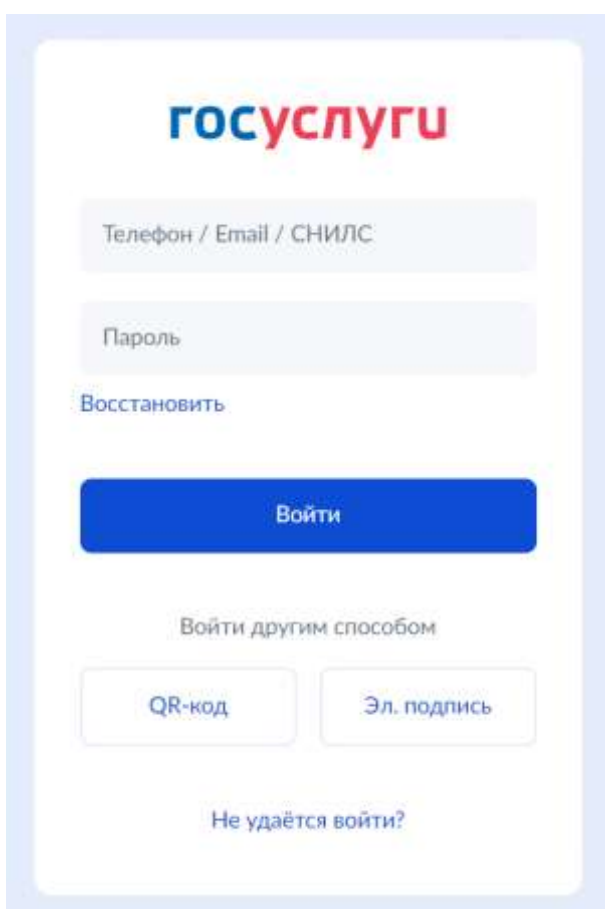 госуслуги
Телефон / Email / СНИЛС
Пароль
Восстановить
Войти
Войти другим способом
QR-код
Эл. подпись
Не удаётся войти?